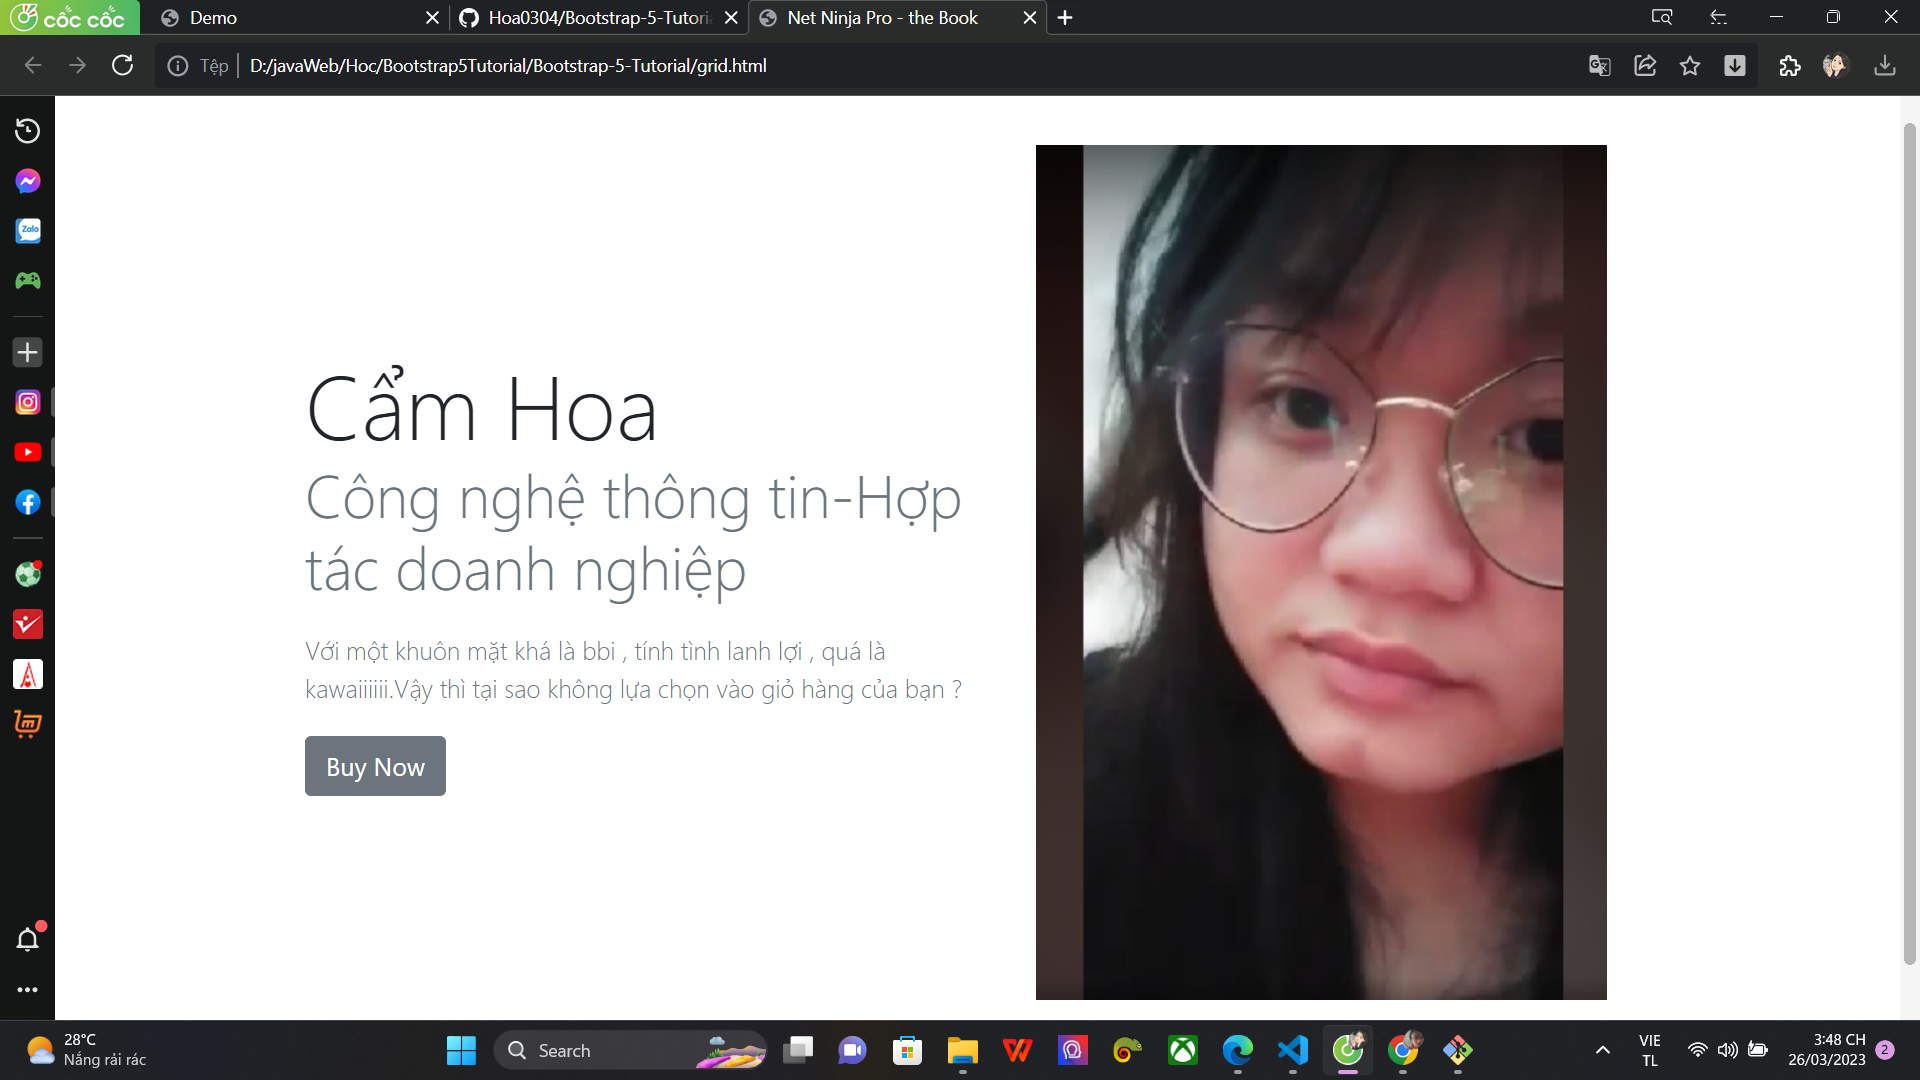 cốc cốc
Demo
Hoa0304/Bootstrap-5-Tutori
Net Ninja Pro - the Book
Tệp
D:/javaWeb/Hoc/Bootstrap5Tutorial/Bootstrap-5-Tutorial/grid.html
Zalo
Cẩm Hoa
Công nghệ thông tin-Hợp
tác doanh nghiệp
Với một khuôn mặt khá là bbi , tính tình lanh lợi , quá là
kawaiiiiii.Vậy thì tại sao không lựa chọn vào giỏ hàng của bạn ?
Buy Now
28°C
Nắng rải rác
Search
VIE
TL
3:48 CH
26/03/2023
2